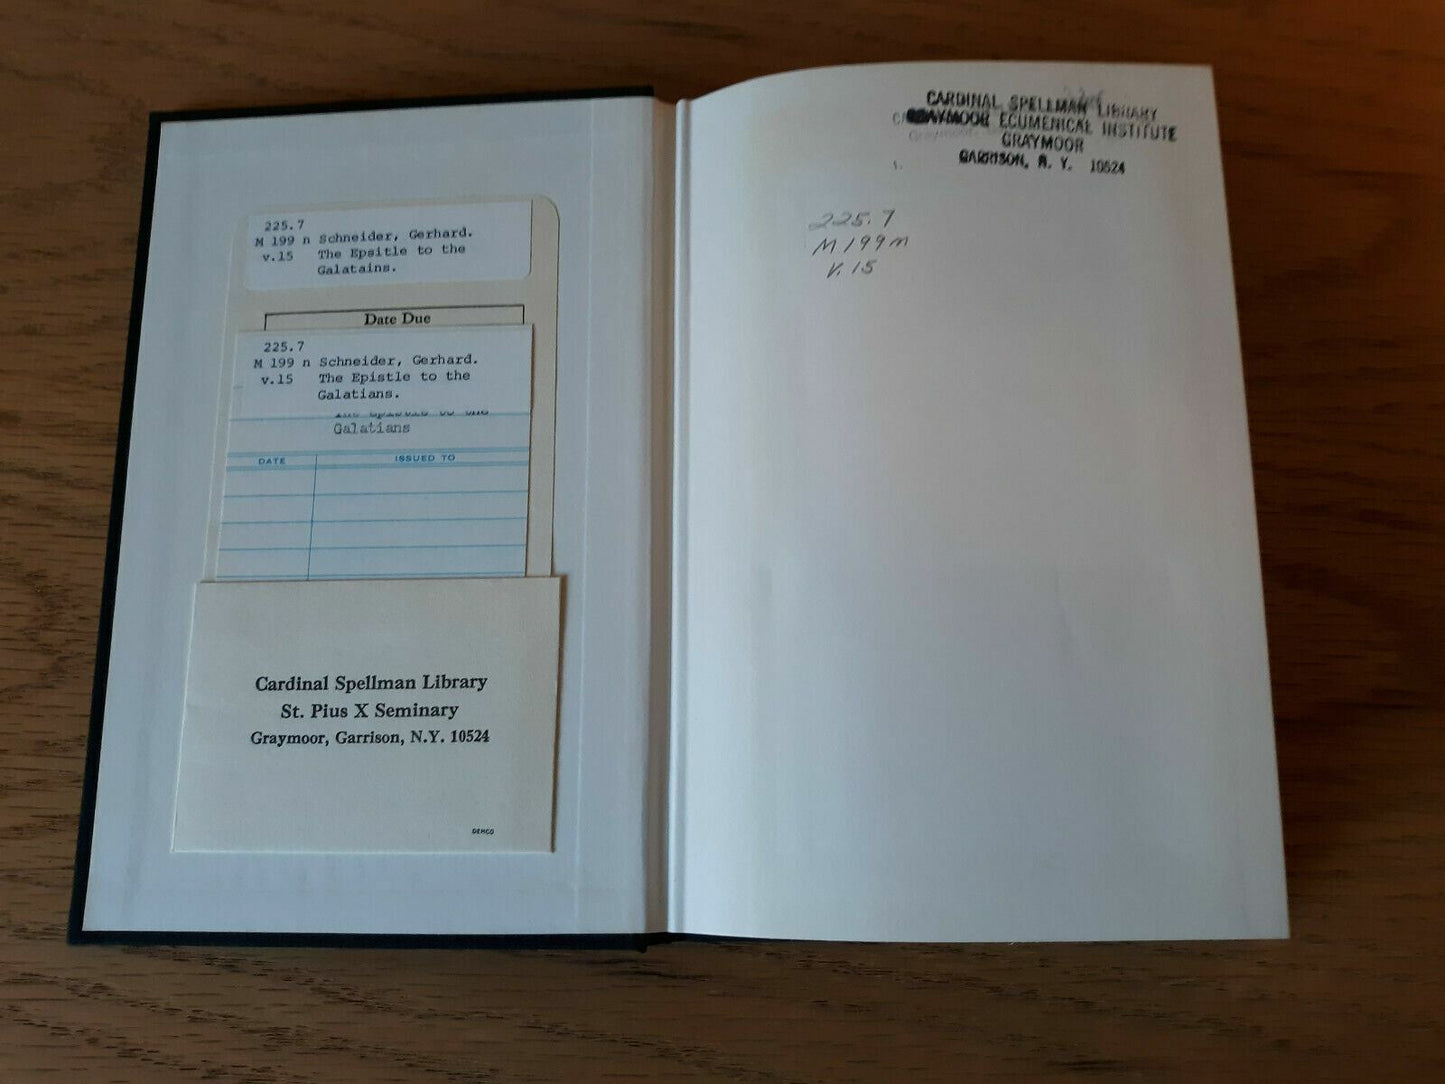 225.7
M 199 n Schneider, Gerhard.
v.15 The Epsitle to the
Galatains.
Date Due
225.7
M 199 n Schneider, Gerhard.
v.15 The Epistle to the
Galatians.
Galatians
DATE ISSUED TO
Cardinal Spellman Library
St. Pius X Seminary
Graymoor, Garrison, N.Y. 10524
DEMCO
CARDINAL SPELLMAN LIBRARY
GRAYMOOR ECUMENICAL INSTITUTE
GRAYMOOR
GARRISON, N. Y. 10524
225.7
M199n
V.15